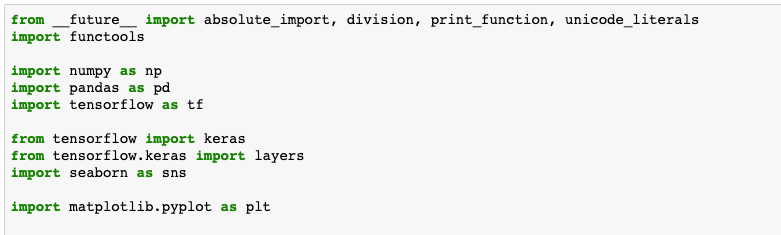 from __future__ import absolute_import, division, print_function, unicode_literals
import functools
import numpy as np
import pandas as pd
import tensorflow as tf
from tensorflow import keras
from tensorflow.keras import layers
import seaborn as sns
import matplotlib.pyplot as plt